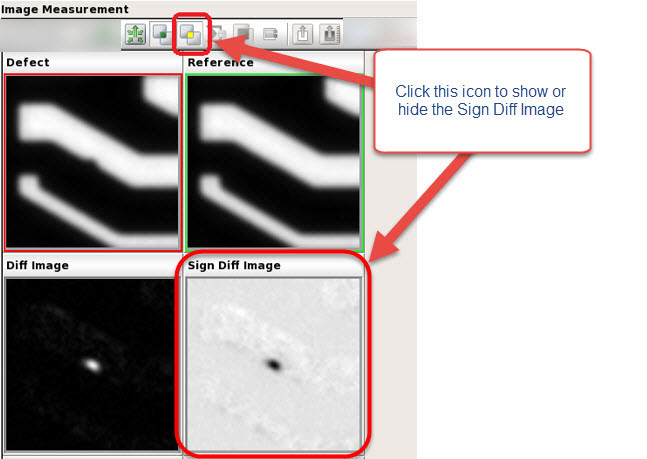 Image Measurement
Defect
Reference
Click this icon to show or
hide the Sign Diff Image
Diff Image
Sign Diff Image